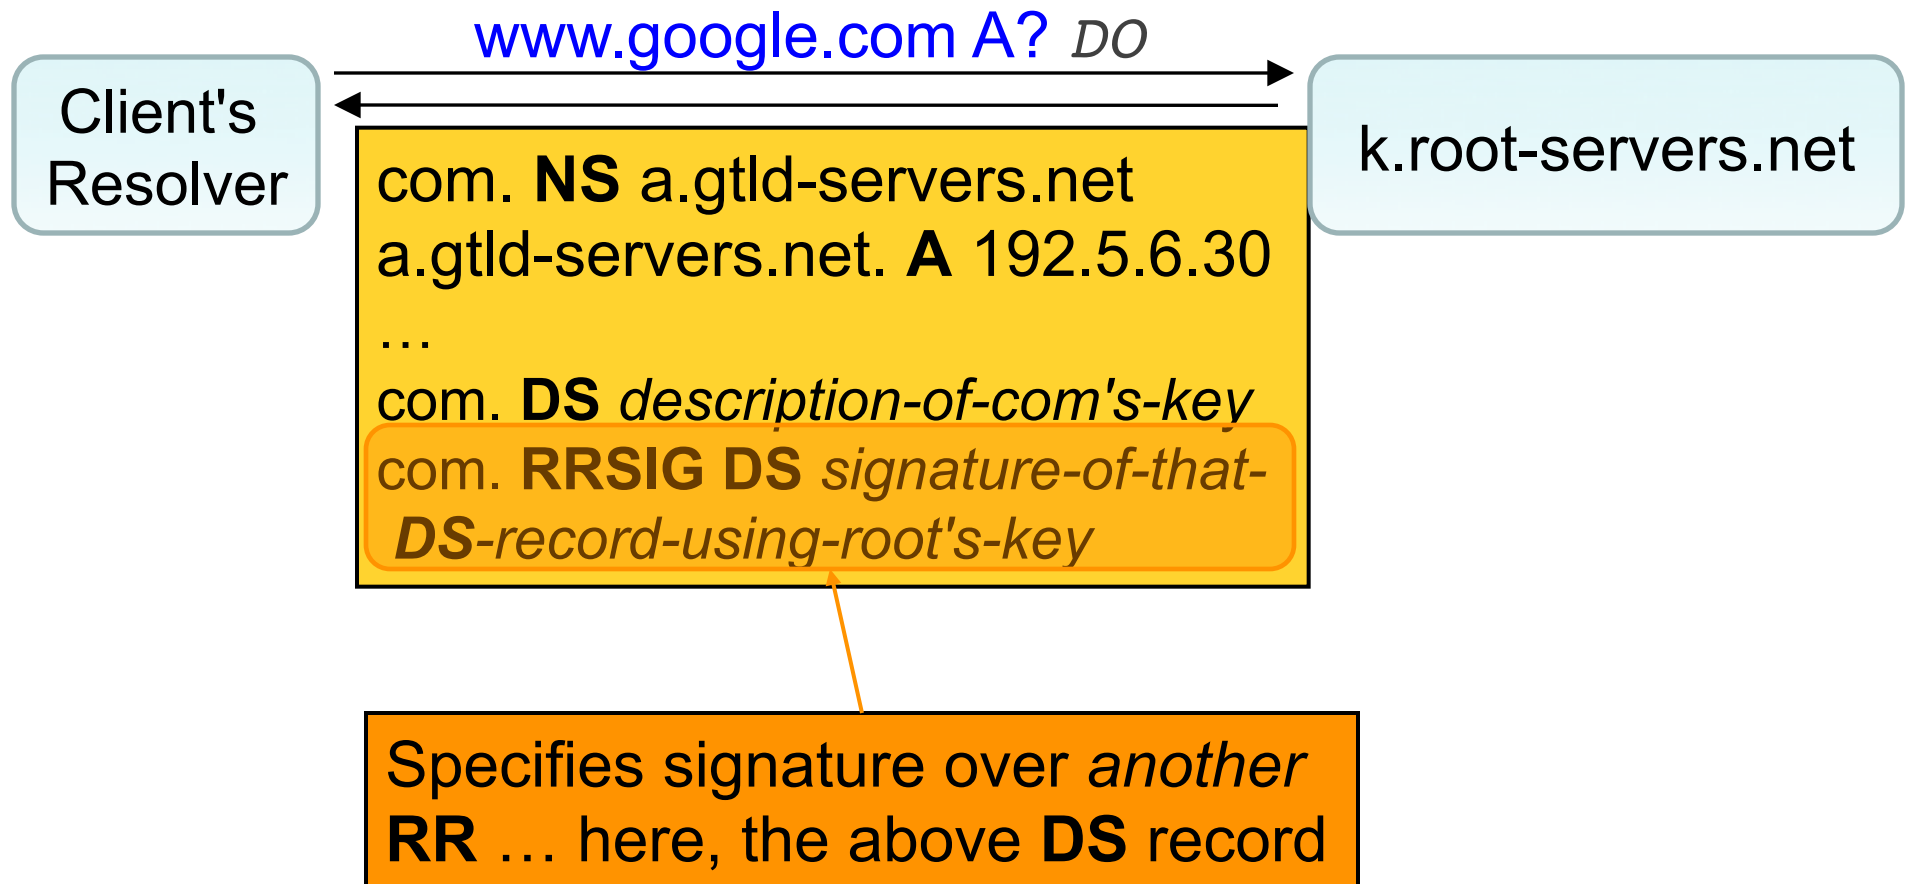 www.google.com A? DO
Client's
Resolver
k.root-servers.net
com. NS a.gtld-servers.net
a.gtld-servers.net. A 192.5.6.30
…
com. DS description-of-com's-key
com. RRSIG DS signature-of-that-
DS-record-using-root's-key
Specifies signature over another
RR … here, the above DS record